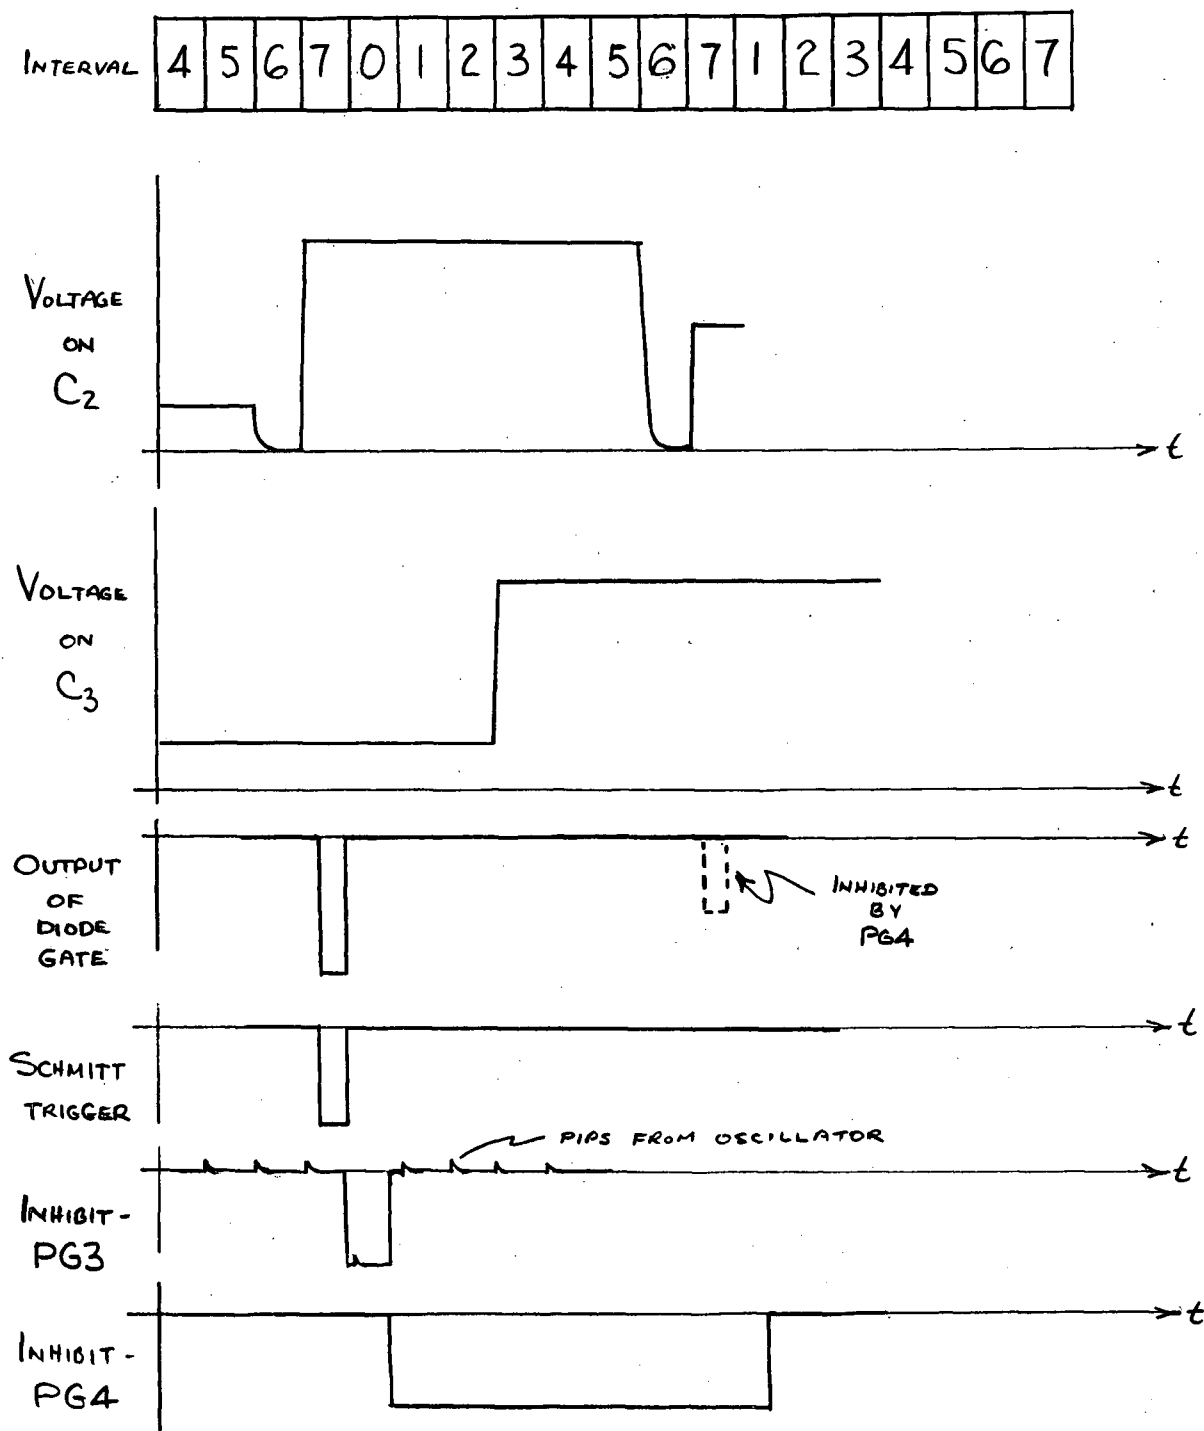 INTERVAL 4 5 6 7 0 1 2 3 4 5 6 7 1 2 3 4 5 6 7
VOLTAGE
ON
C2
t
VOLTAGE
ON
C3
t
t
OUTPUT
OF
DIODE
GATE
INHIBITED
BY
PG4
t
SCHMITT
TRIGGER
PIPS FROM OSCILLATOR
t
INHIBIT-
PG3
t
INHIBIT-
PG4